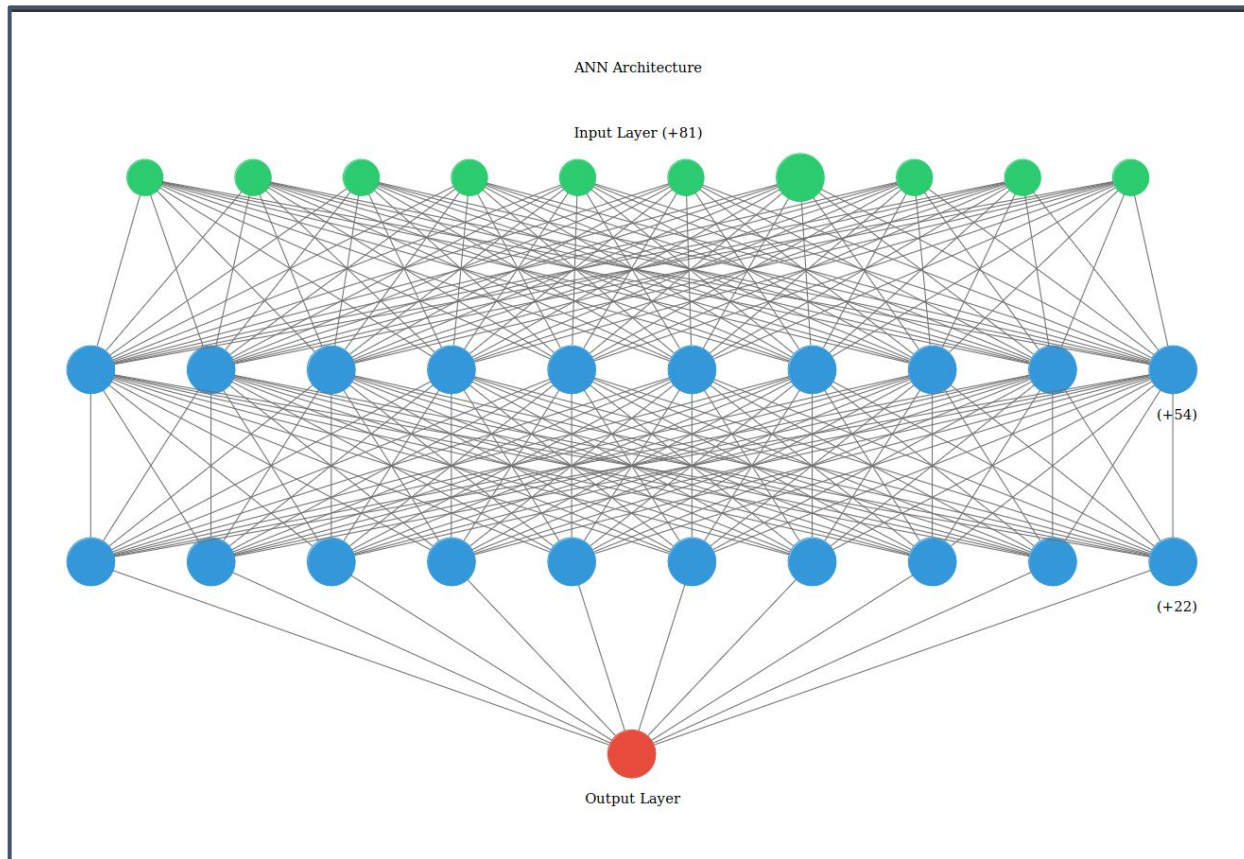 ANN Architecture
Input Layer (+81)
(+54)
(+22)
Output Layer